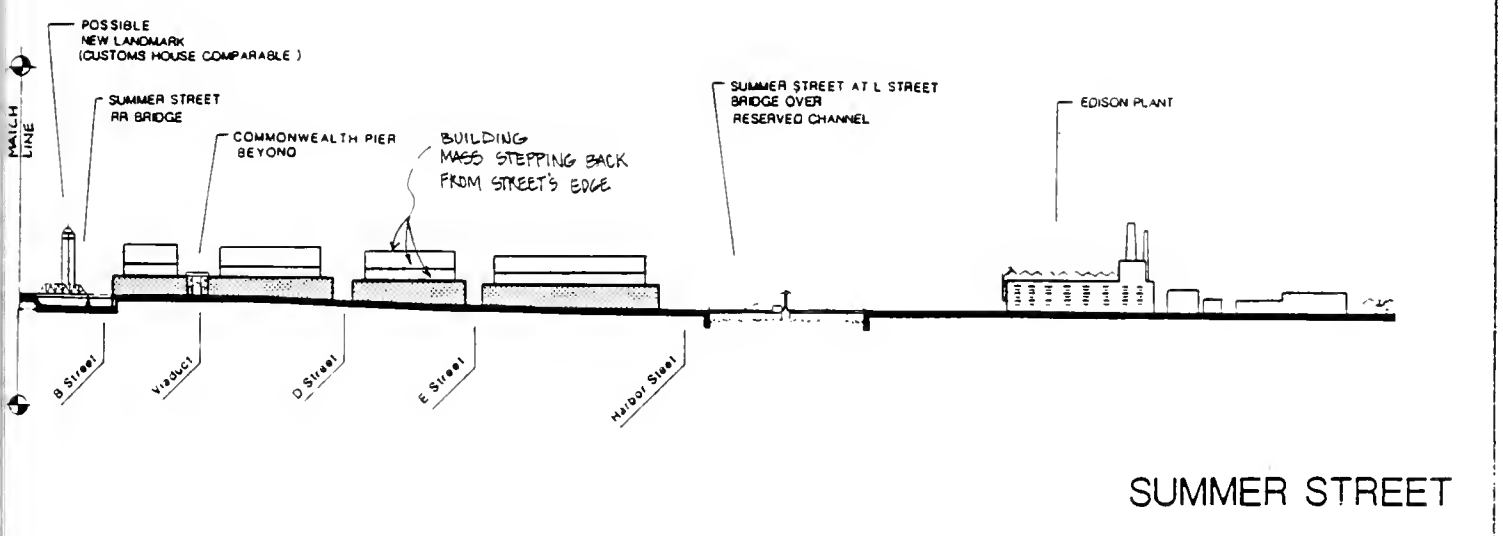 POSSIBLE
NEW LANDMARK
(CUSTOMS HOUSE COMPARABLE )
MATCH
LINE
SUMMER STREET
RR BRIDGE
COMMONWEALTH PIER
BEYOND
BUILDING
MASS STEPPING BACK
FROM STREET'S EDGE
SUMMER STREET AT L STREET
BRIDGE OVER
RESERVED CHANNEL
EDISON PLANT
B Street
Viaduct
D Street
E Street
Harbor Street
SUMMER STREET